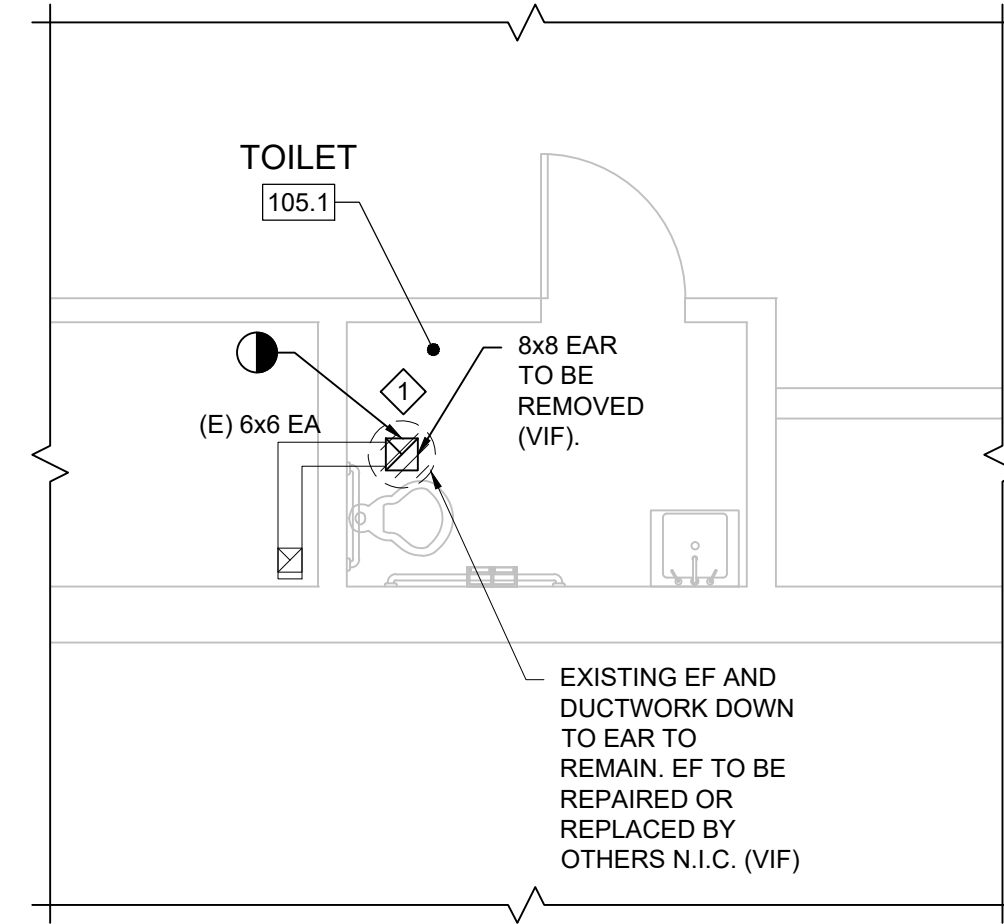 TOILET
105.1
8x8 EAR
TO BE
REMOVED
(VIF).
1
(E) 6x6 EA
EXISTING EF AND
DUCTWORK DOWN
TO EAR TO
REMAIN. EF TO BE
REPAIRED OR
REPLACED BY
OTHERS N.I.C. (VIF)